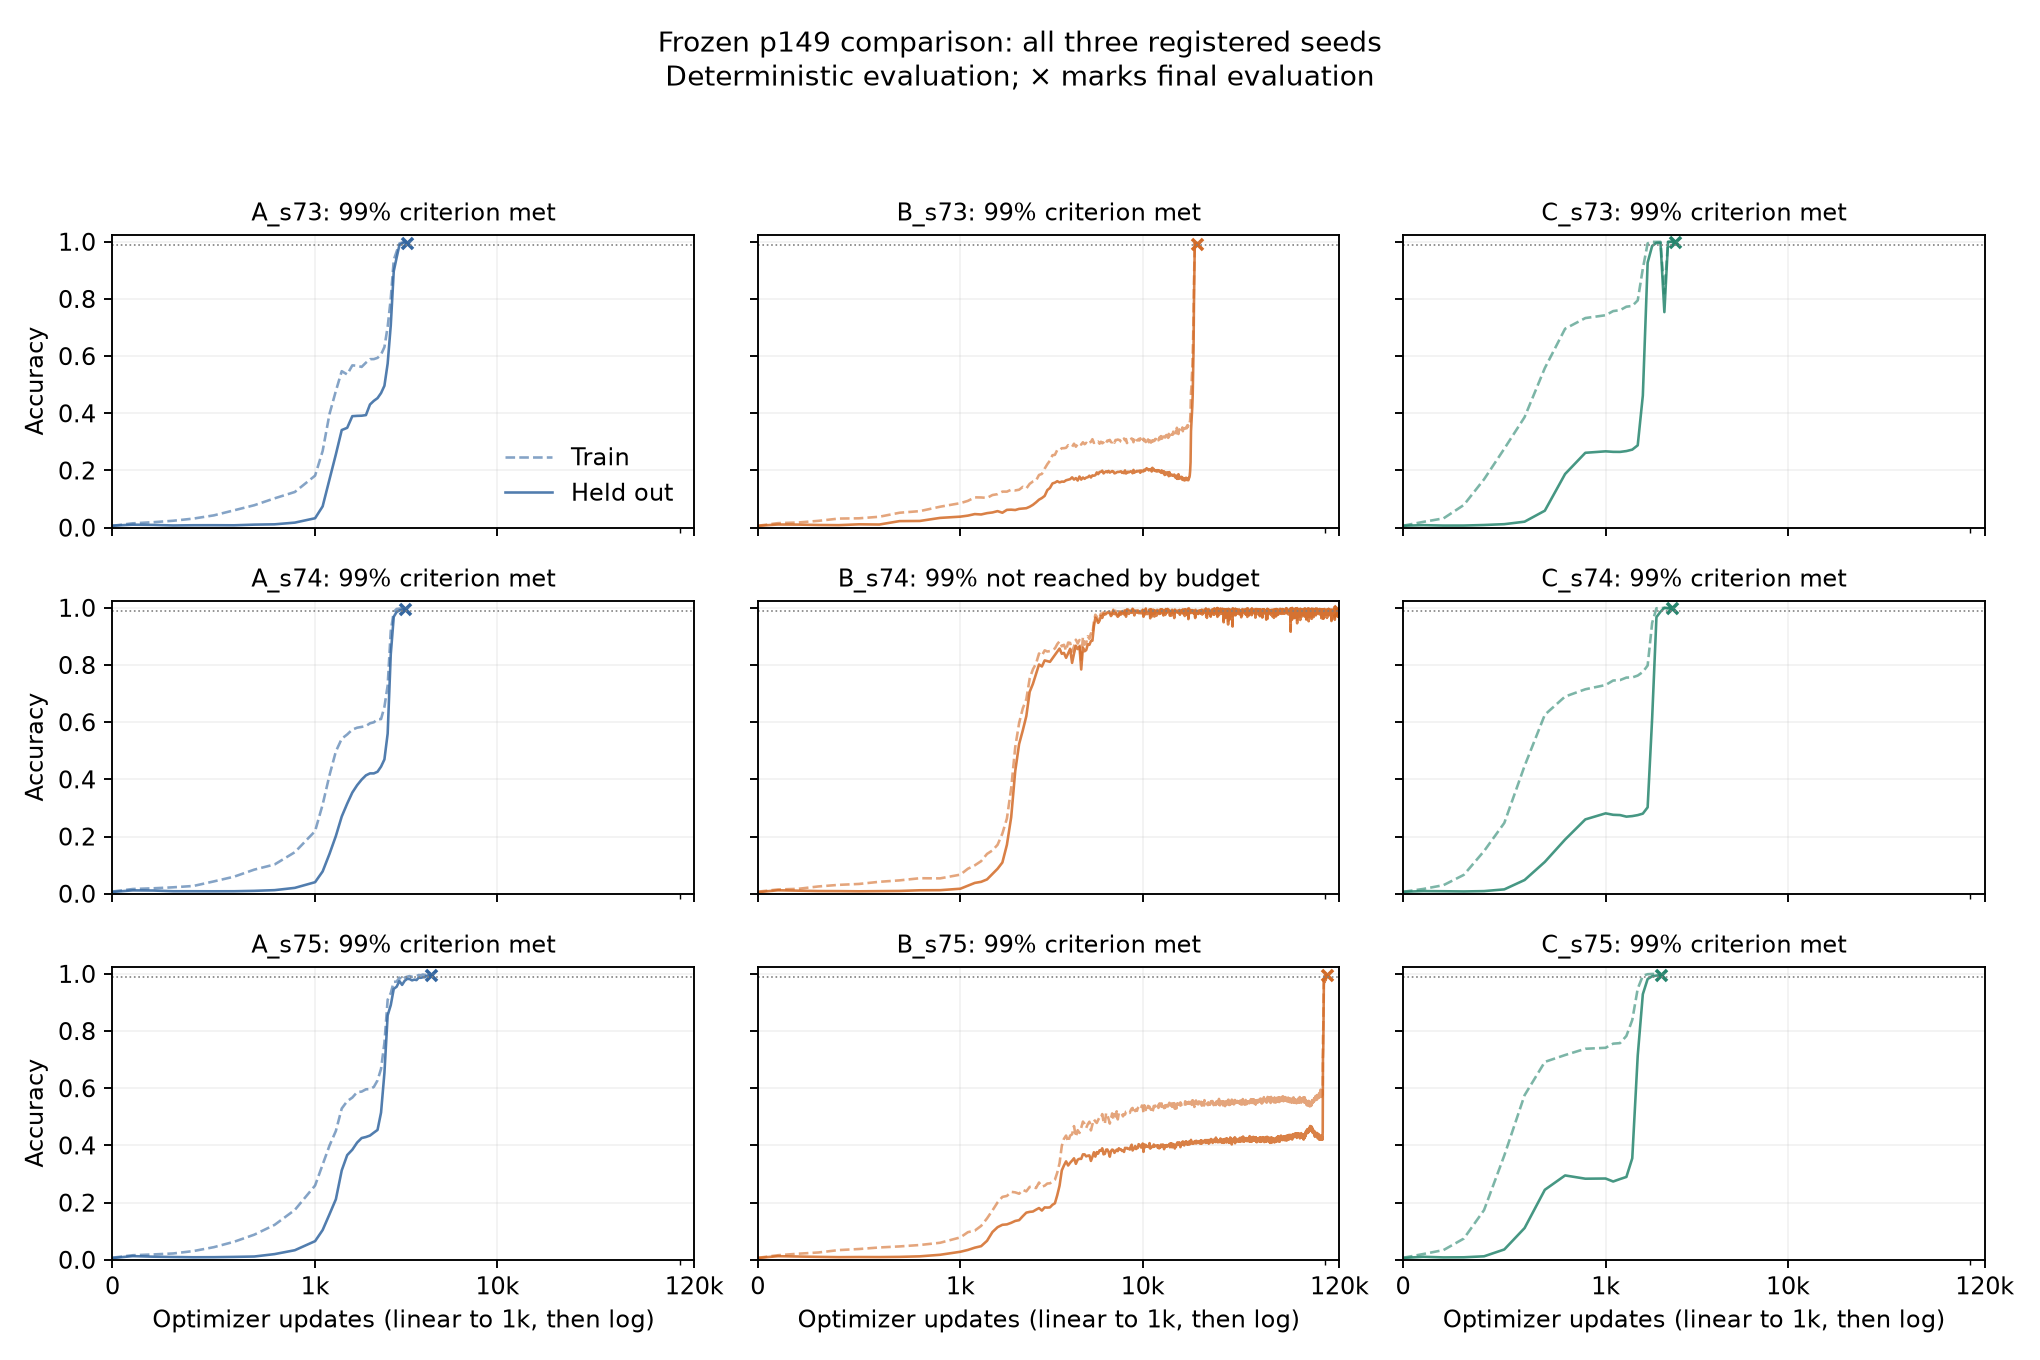 Frozen p149 comparison: all three registered seeds
Deterministic evaluation; × marks final evaluation
A_s73: 99% criterion met
B_s73: 99% criterion met
C_s73: 99% criterion met
1.0
0.8
0.6
0.4
0.2
0.0
Accuracy
Train
Held out
A_s74: 99% criterion met
B_s74: 99% not reached by budget
C_s74: 99% criterion met
1.0
0.8
0.6
0.4
0.2
0.0
Accuracy
A_s75: 99% criterion met
B_s75: 99% criterion met
C_s75: 99% criterion met
1.0
0.8
0.6
0.4
0.2
0.0
Accuracy
0 1k 10k 120k
0 1k 10k 120k
0 1k 10k 120k
Optimizer updates (linear to 1k, then log)
Optimizer updates (linear to 1k, then log)
Optimizer updates (linear to 1k, then log)